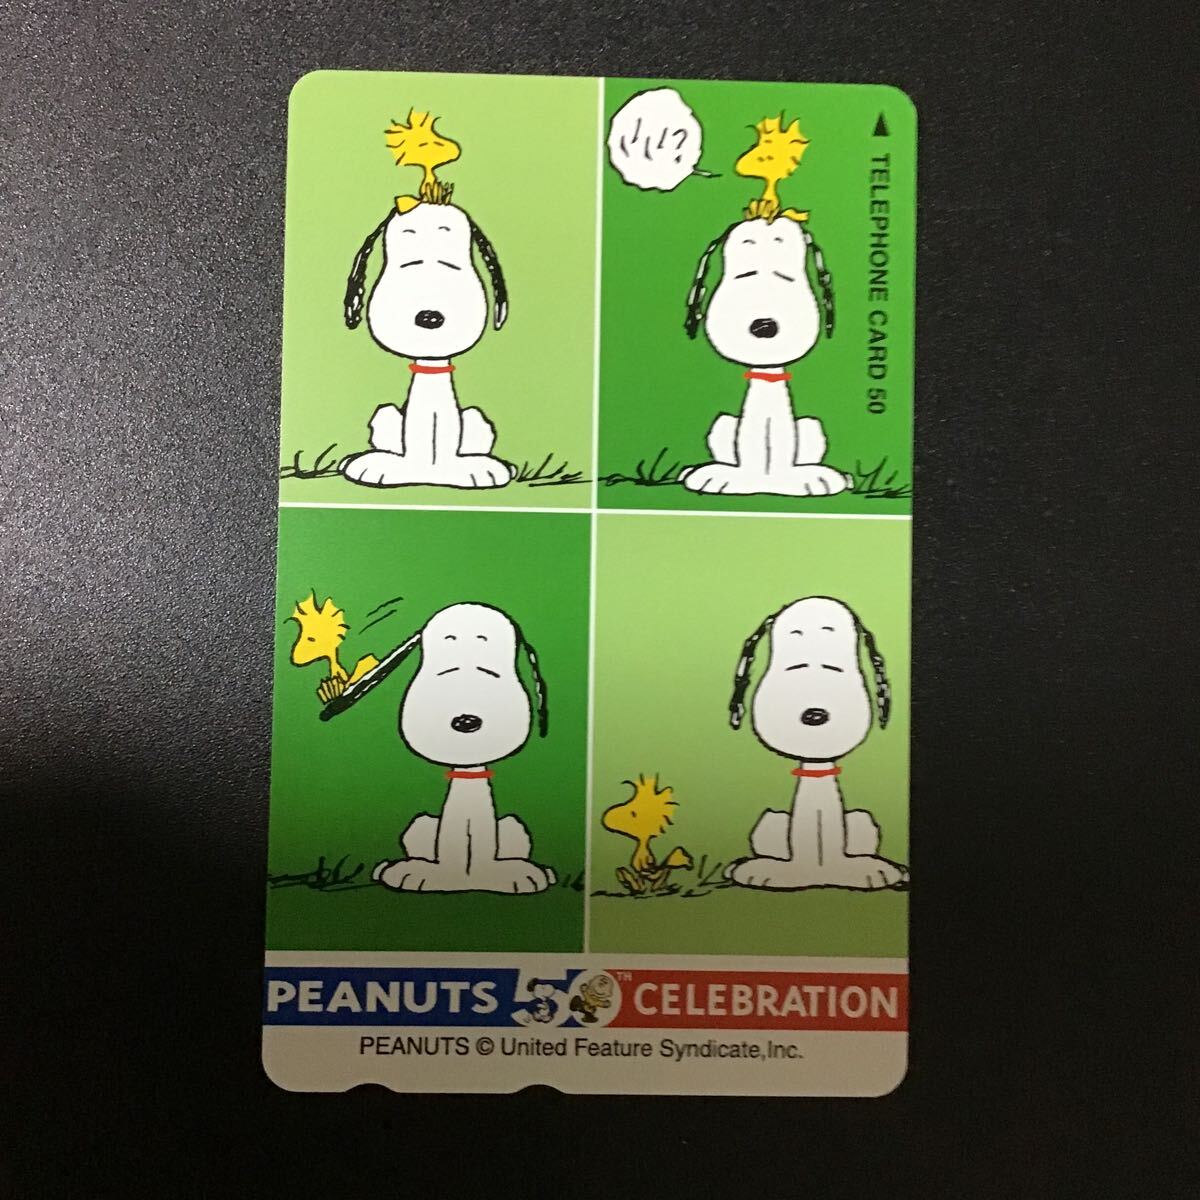 ◀ TELEPHONE CARD 50
PEANUTS 50TH CELEBRATION
PEANUTS © United Feature Syndicate,Inc.